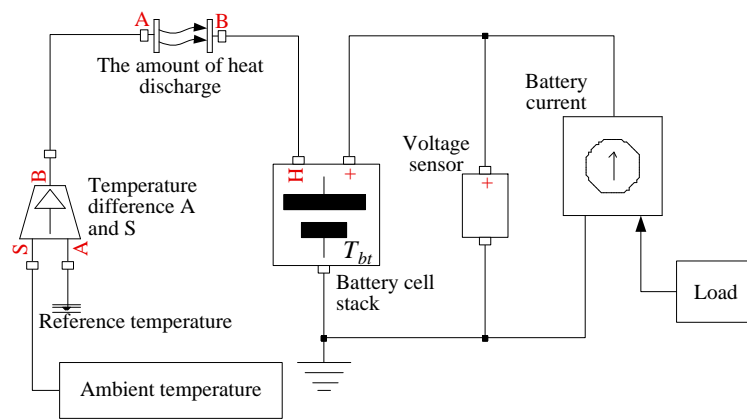 A
B
The amount of heat
discharge
Battery
current
Voltage
sensor
H
+
+
B
Temperature
difference A
and S
S
A
T_bt
Battery cell
stack
Reference temperature
Load
Ambient temperature